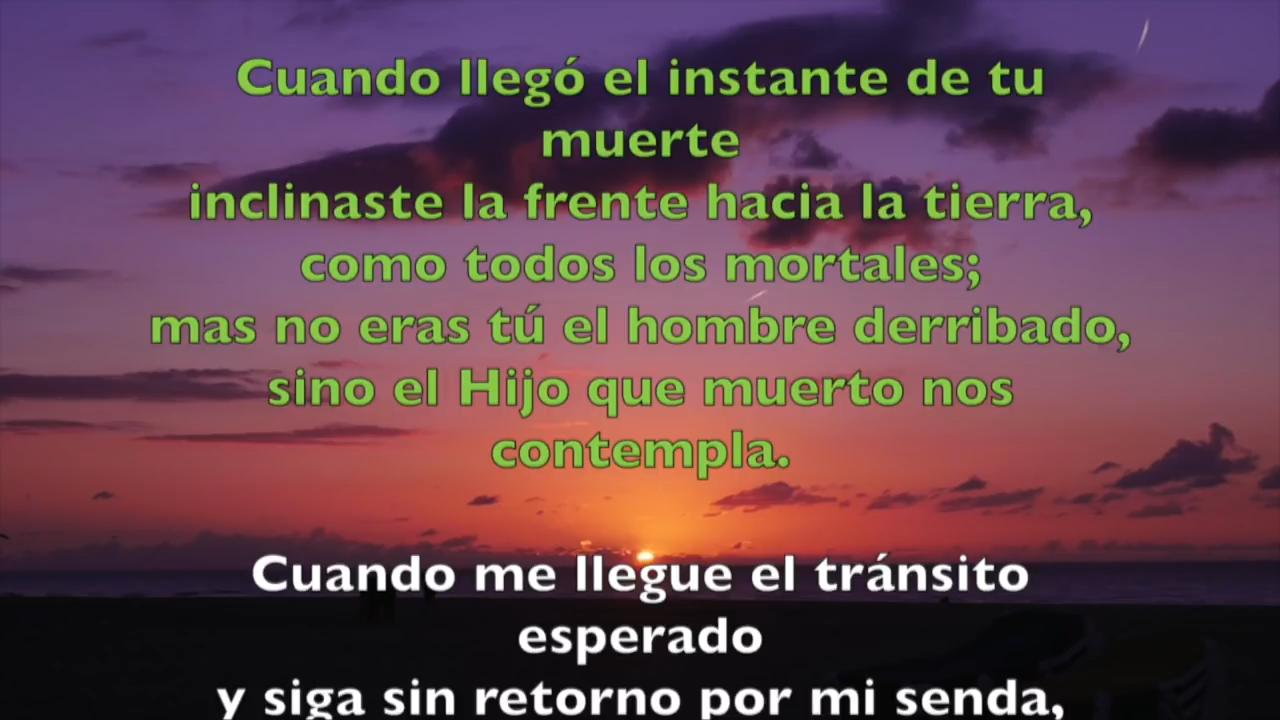 Cuando llegó el instante de tu
muerte
inclinaste la frente hacia la tierra,
como todos los mortales;
mas no eras tú el hombre derribado,
sino el Hijo que muerto nos
contempla.
Cuando me llegue el tránsito
esperado
y siga sin retorno por mi senda,